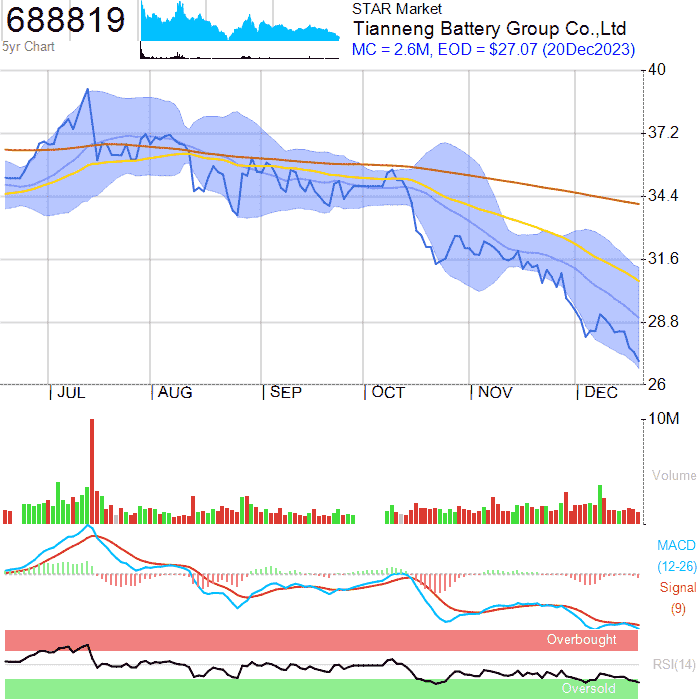 688819
5yr Chart
STAR Market
Tianneng Battery Group Co.,Ltd
MC = 2.6M, EOD = $27.07 (20Dec2023)
40
37.2
34.4
31.6
28.8
26
JUL
AUG
SEP
OCT
NOV
DEC
10M
Volume
MACD
(12-26)
Signal
(9)
Overbought
RSI(14)
Oversold